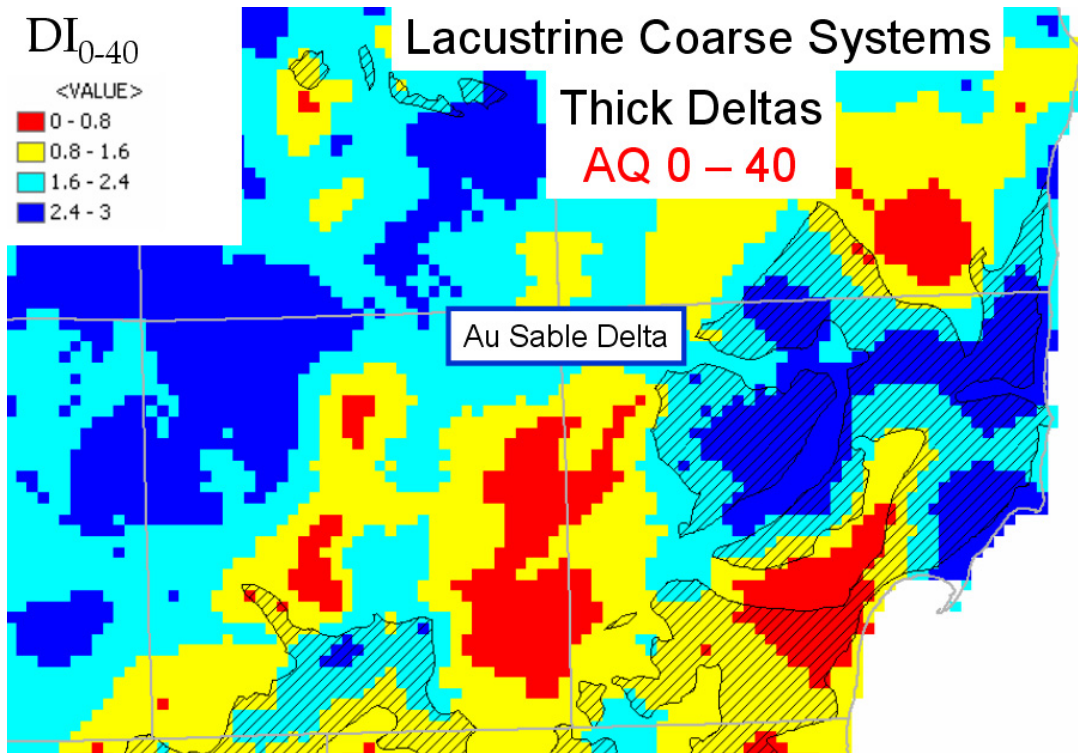 DI0-40
<VALUE>
0 - 0.8
0.8 - 1.6
1.6 - 2.4
2.4 - 3
Lacustrine Coarse Systems
Thick Deltas
AQ 0 – 40
Au Sable Delta